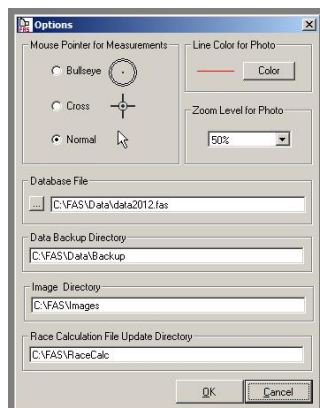 Options
Mouse Pointer for Measurements
Bullseye
Cross
Normal
Line Color for Photo
Color
Zoom Level for Photo
50%
Database File
... C:\FAS\Data\data2012.fas
Data Backup Directory
C:\FAS\Data\Backup
Image Directory
C:\FAS\Images
Race Calculation File Update Directory
C:\FAS\RaceCalc
OK Cancel